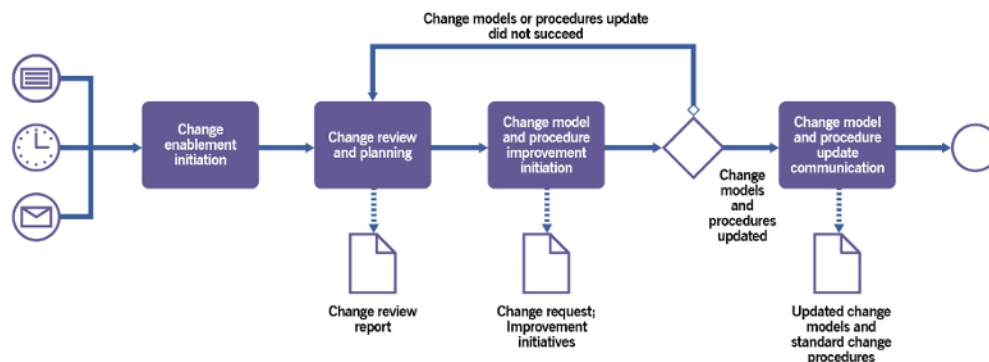 Change models or procedures update
did not succeed
Change
enablement
initiation
Change review
and planning
Change model
and procedure
improvement
initiation
Change
models
and
procedures
updated
Change model
and procedure
update
communication
Change review
report
Change request;
Improvement
initiatives
Updated change
models and
standard change
procedures